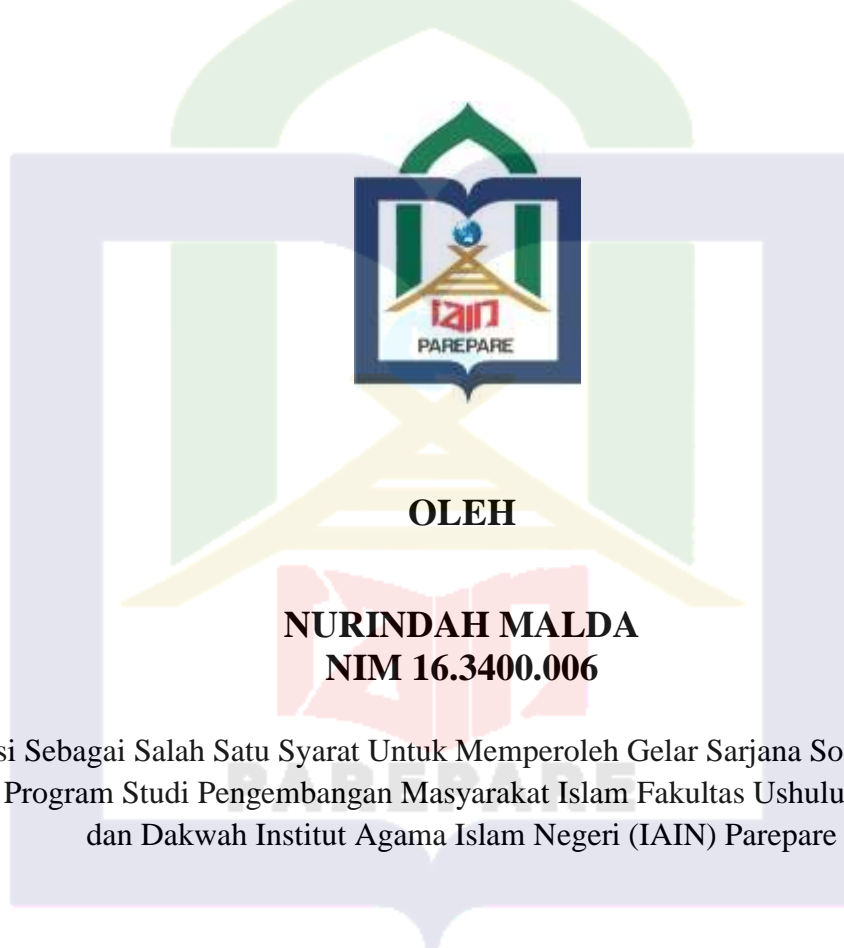 iain
PAREPARE
OLEH
NURINDAH MALDA
NIM 16.3400.006
si Sebagai Salah Satu Syarat Untuk Memperoleh Gelar Sarjana So
Program Studi Pengembangan Masyarakat Islam Fakultas Ushulu
PAREPARE
dan Dakwah Institut Agama Islam Negeri (IAIN) Parepare